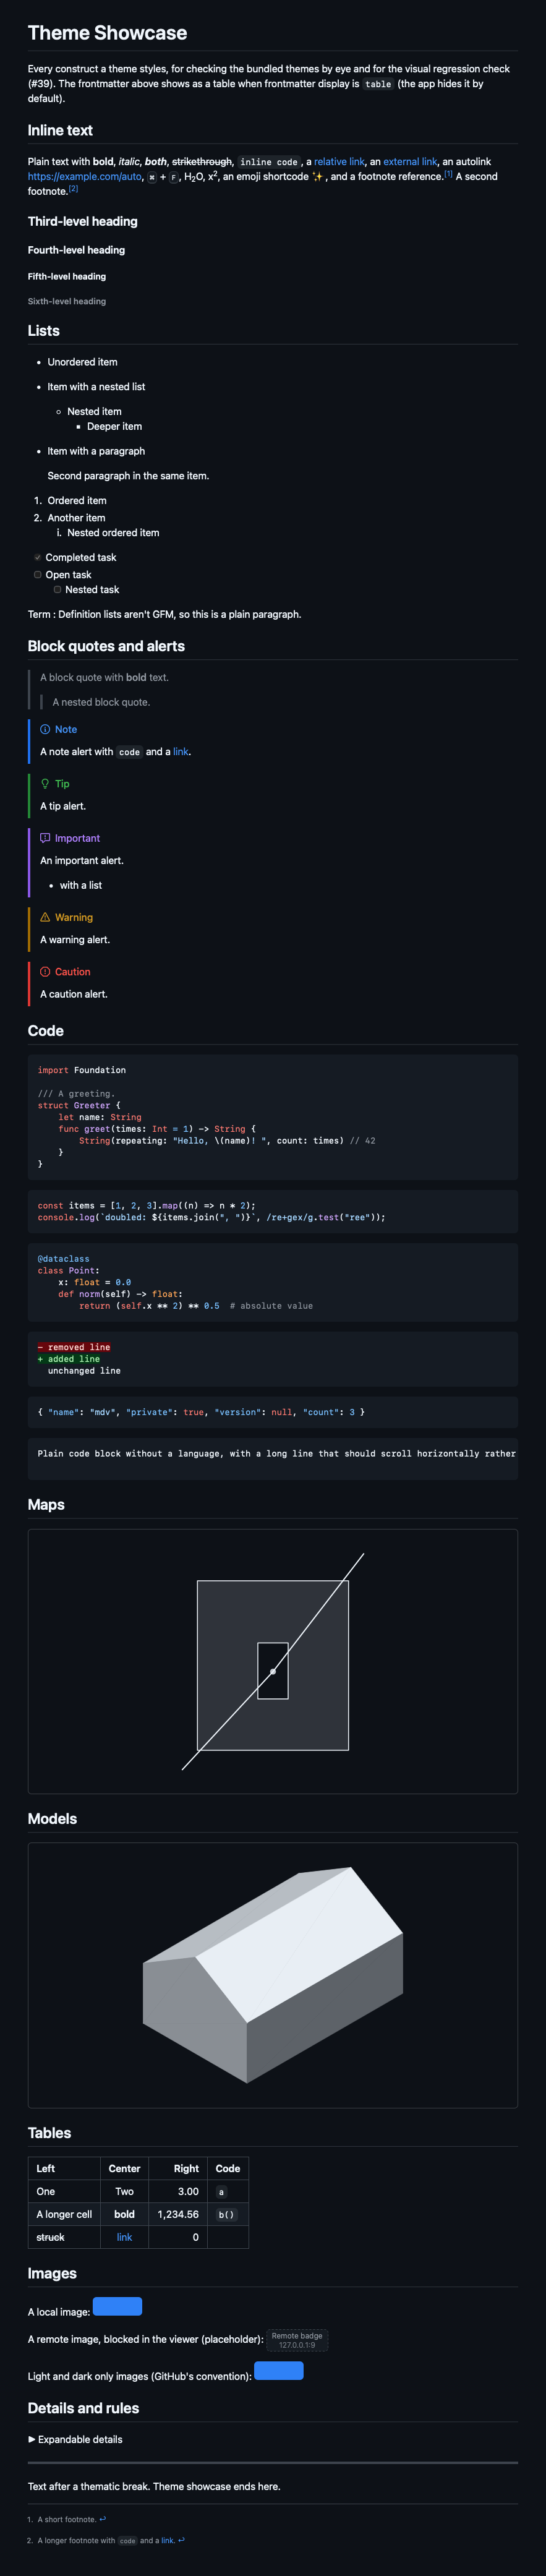 Theme Showcase
Every construct a theme styles, for checking the bundled themes by eye and for the visual regression check
(#39). The frontmatter above shows as a table when frontmatter display is table (the app hides it by
default).
Inline text
Plain text with bold, italic, both, strikethrough, inline code, a relative link, an external link, an autolink
https://example.com/auto, ⌘ + F, H₂O, x², an emoji shortcode ✨, and a footnote reference.[1] A second
footnote.[2]
Third-level heading
Fourth-level heading
Fifth-level heading
Sixth-level heading
Lists
• Unordered item
• Item with a nested list
◦ Nested item
▪ Deeper item
• Item with a paragraph
Second paragraph in the same item.
1. Ordered item
2. Another item
i. Nested ordered item
Completed task
Open task
Nested task
Term : Definition lists aren't GFM, so this is a plain paragraph.
Block quotes and alerts
A block quote with bold text.
A nested block quote.
Note
A note alert with code and a link.
Tip
A tip alert.
Important
An important alert.
• with a list
Warning
A warning alert.
Caution
A caution alert.
Code
import Foundation
/// A greeting.
struct Greeter {
    let name: String
    func greet(times: Int = 1) -> String {
        String(repeating: "Hello, \(name)! ", count: times) // 42
    }
}
const items = [1, 2, 3].map((n) => n * 2);
console.log(`doubled: ${items.join(", ")}`, /re+gex/g.test("ree"));
@dataclass
class Point:
    x: float = 0.0
    def norm(self) -> float:
        return (self.x ** 2) ** 0.5  # absolute value
- removed line
+ added line
  unchanged line
{ "name": "mdv", "private": true, "version": null, "count": 3 }
Plain code block without a language, with a long line that should scroll horizontally rather
Maps
Models
Tables
Left Center Right Code
One Two 3.00 a
A longer cell bold 1,234.56 b()
struck link 0
Images
A local image:
A remote image, blocked in the viewer (placeholder): Remote badge
127.0.0.1:9
Light and dark only images (GitHub's convention):
Details and rules
▶ Expandable details
Text after a thematic break. Theme showcase ends here.
1. A short footnote. ↩
2. A longer footnote with code and a link. ↩